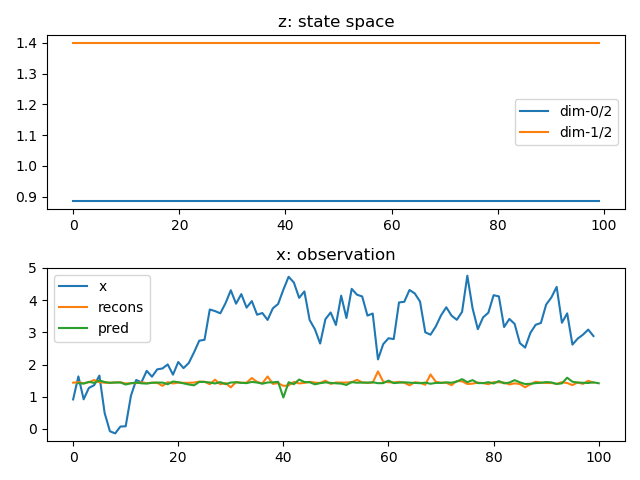 z: state space
1.4
1.3
1.2
1.1
1.0
0.9
dim-0/2
dim-1/2
0 20 40 60 80 100
x: observation
5
4
3
2
1
0
x
recons
pred
0 20 40 60 80 100